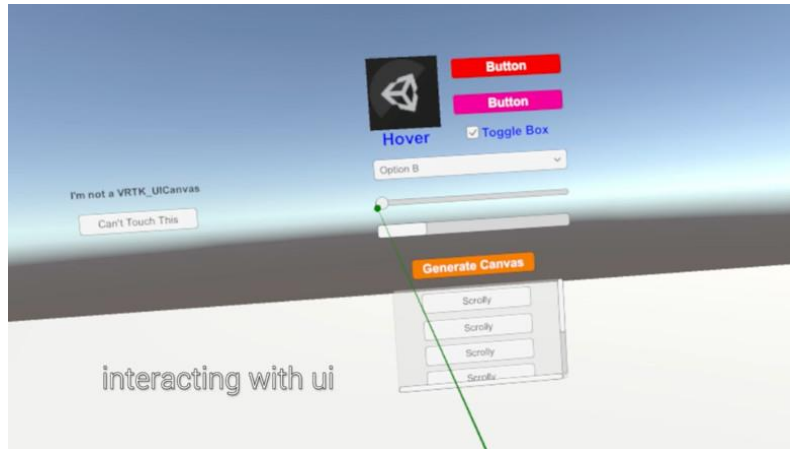 Button
Button
Hover
Toggle Box
Option B
I'm not a VRTK_UICanvas
Can't Touch This
Generate Canvas
Scrolly
Scrolly
Scrolly
Scrolly
interacting with ui